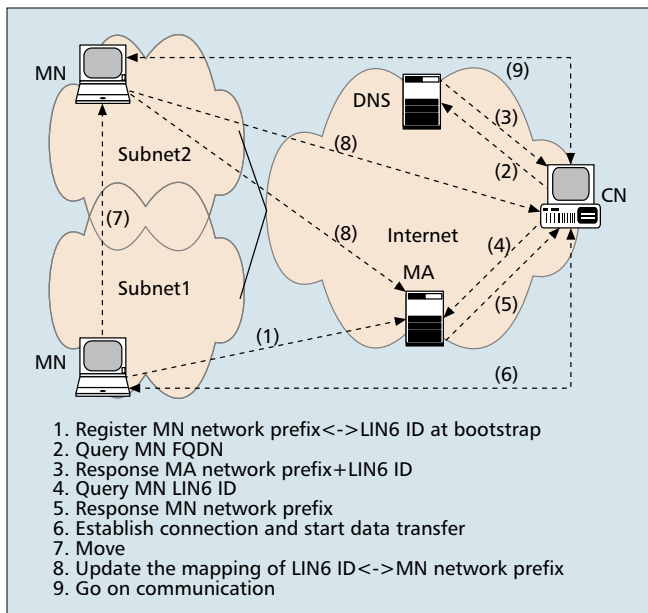 MN
(9)
DNS
(3)
(8)
(2)
Subnet2
CN
(7)
(8)
Internet
(4)
MA
Subnet1
(5)
(1)
MN
(6)
1. Register MN network prefix<->LIN6 ID at bootstrap
2. Query MN FQDN
3. Response MA network prefix+LIN6 ID
4. Query MN LIN6 ID
5. Response MN network prefix
6. Establish connection and start data transfer
7. Move
8. Update the mapping of LIN6 ID<->MN network prefix
9. Go on communication